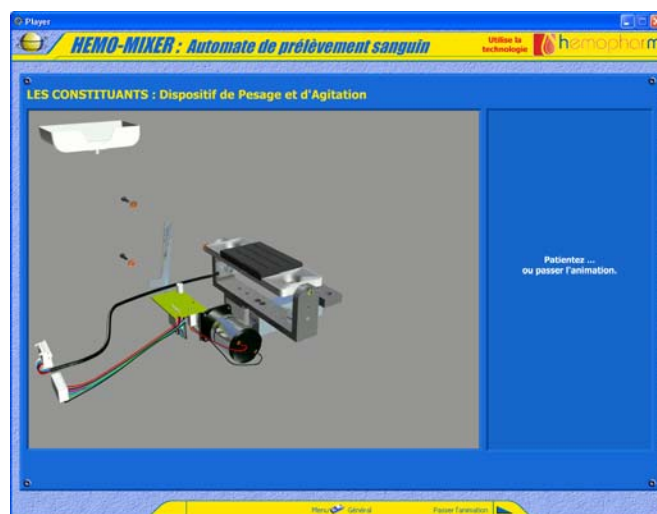 Player
HEMO-MIXER : Automate de prélèvement sanguin
Utilise la
technologie
hemopharm
LES CONSTITUANTS : Dispositif de Pesage et d'Agitation
Patientez ...
ou passer l'animation.
Menu Général
Passer l'animation